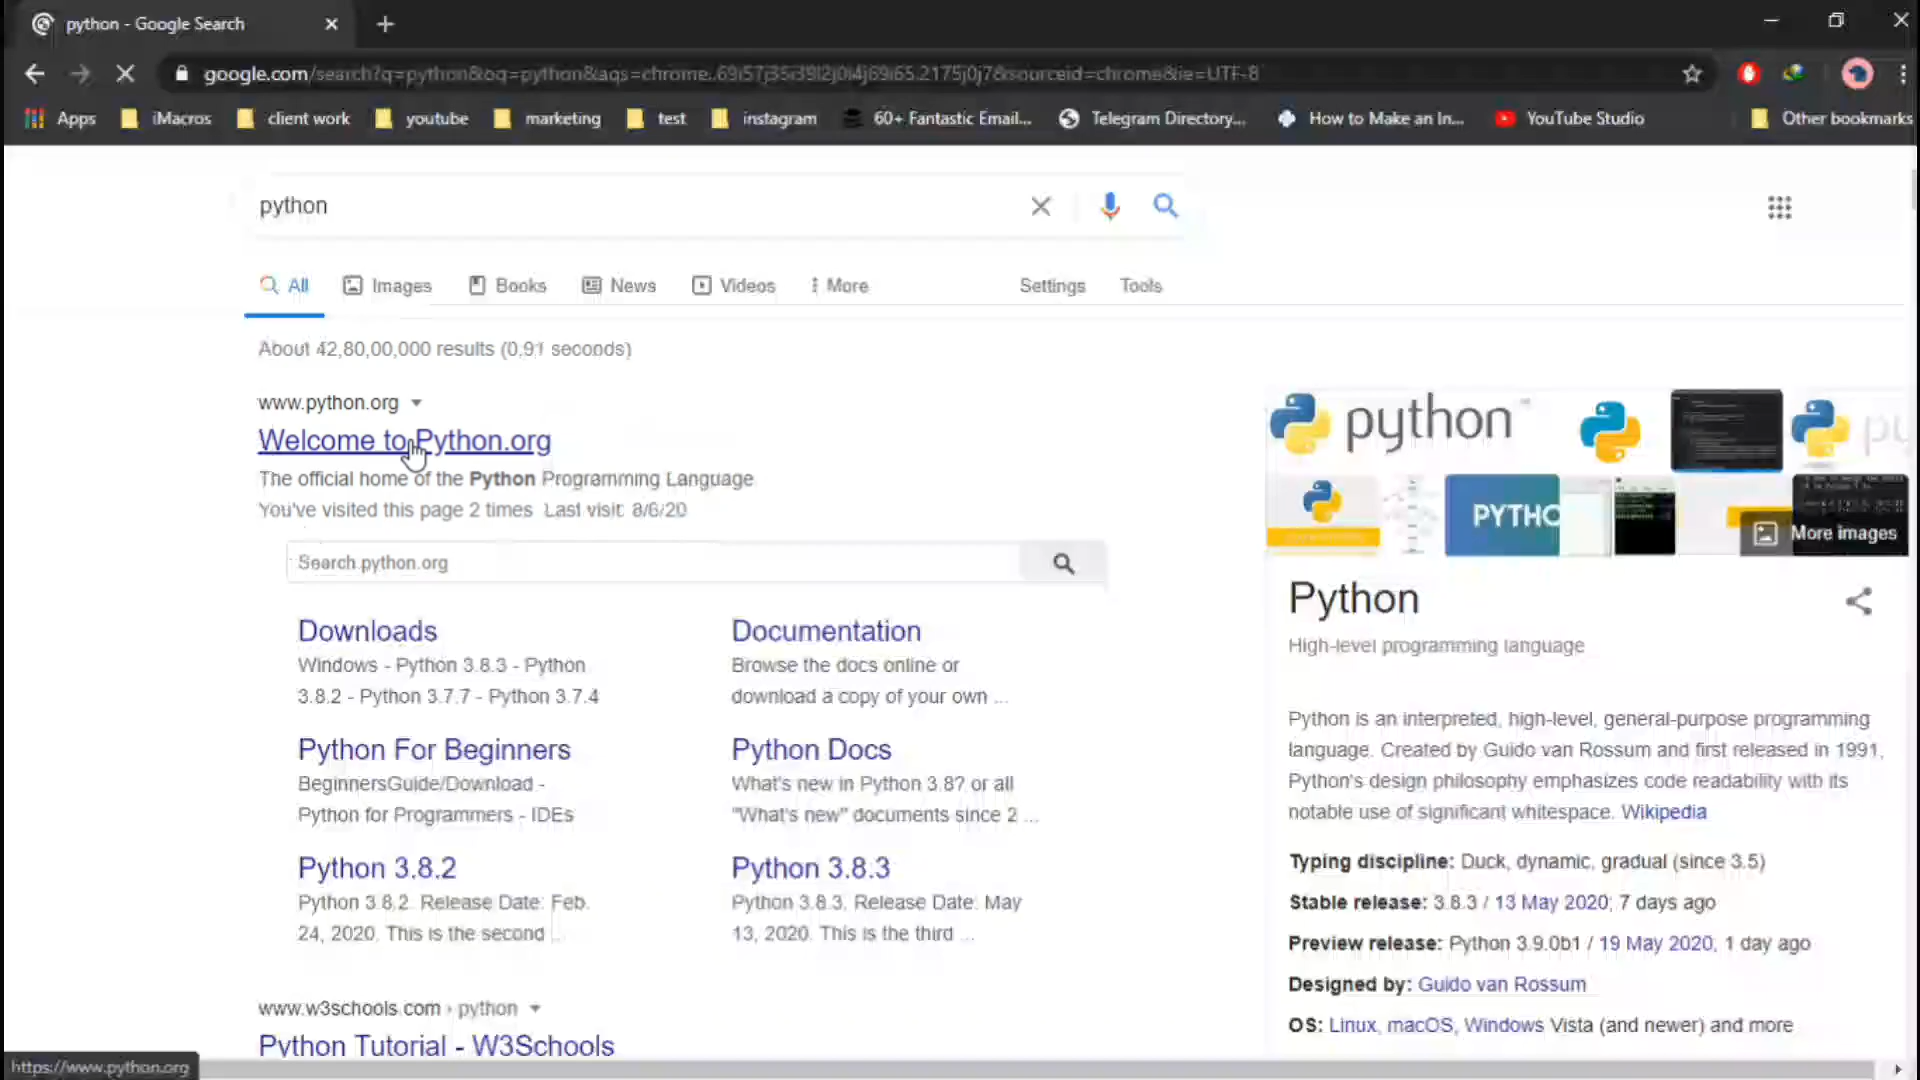 python - Google Search
google.com/search?q=python&oq=python&aqs=chrome..69i57j35i39l2j0l4j69i65.2175j0j7&sourceid=chrome&ie=UTF-8
Apps iMacros client work youtube marketing test instagram 60+ Fantastic Email... Telegram Directory... How to Make an In... YouTube Studio Other bookmarks
python
All Images Books News Videos More Settings Tools
About 42,80,00,000 results (0.91 seconds)
www.python.org
Welcome to Python.org
The official home of the Python Programming Language
You've visited this page 2 times. Last visit: 8/6/20
Search python.org
Downloads
Windows - Python 3.8.3 - Python
3.8.2 - Python 3.7.7 - Python 3.7.4
Documentation
Browse the docs online or
download a copy of your own ...
Python For Beginners
BeginnersGuide/Download -
Python for Programmers - IDEs
Python Docs
What's new in Python 3.8? or all
"What's new" documents since 2 ...
Python 3.8.2
Python 3.8.2. Release Date: Feb.
24, 2020. This is the second ...
Python 3.8.3
Python 3.8.3. Release Date: May
13, 2020. This is the third ...
www.w3schools.com › python
Python Tutorial - W3Schools
https://www.python.org
python
py
PYTHO
More images
Python
High-level programming language
Python is an interpreted, high-level, general-purpose programming
language. Created by Guido van Rossum and first released in 1991,
Python's design philosophy emphasizes code readability with its
notable use of significant whitespace. Wikipedia
Typing discipline: Duck, dynamic, gradual (since 3.5)
Stable release: 3.8.3 / 13 May 2020; 7 days ago
Preview release: Python 3.9.0b1 / 19 May 2020, 1 day ago
Designed by: Guido van Rossum
OS: Linux, macOS, Windows Vista (and newer) and more